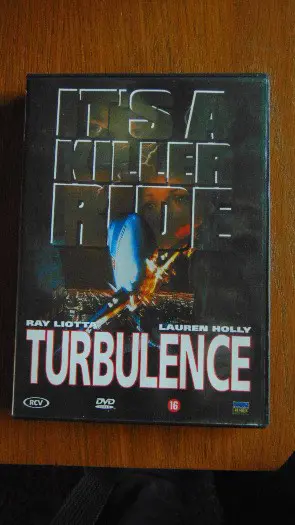 IT'S A
KILLER
RIDE
RAY LIOTTA LAUREN HOLLY
TURBULENCE
RCV DVD 16